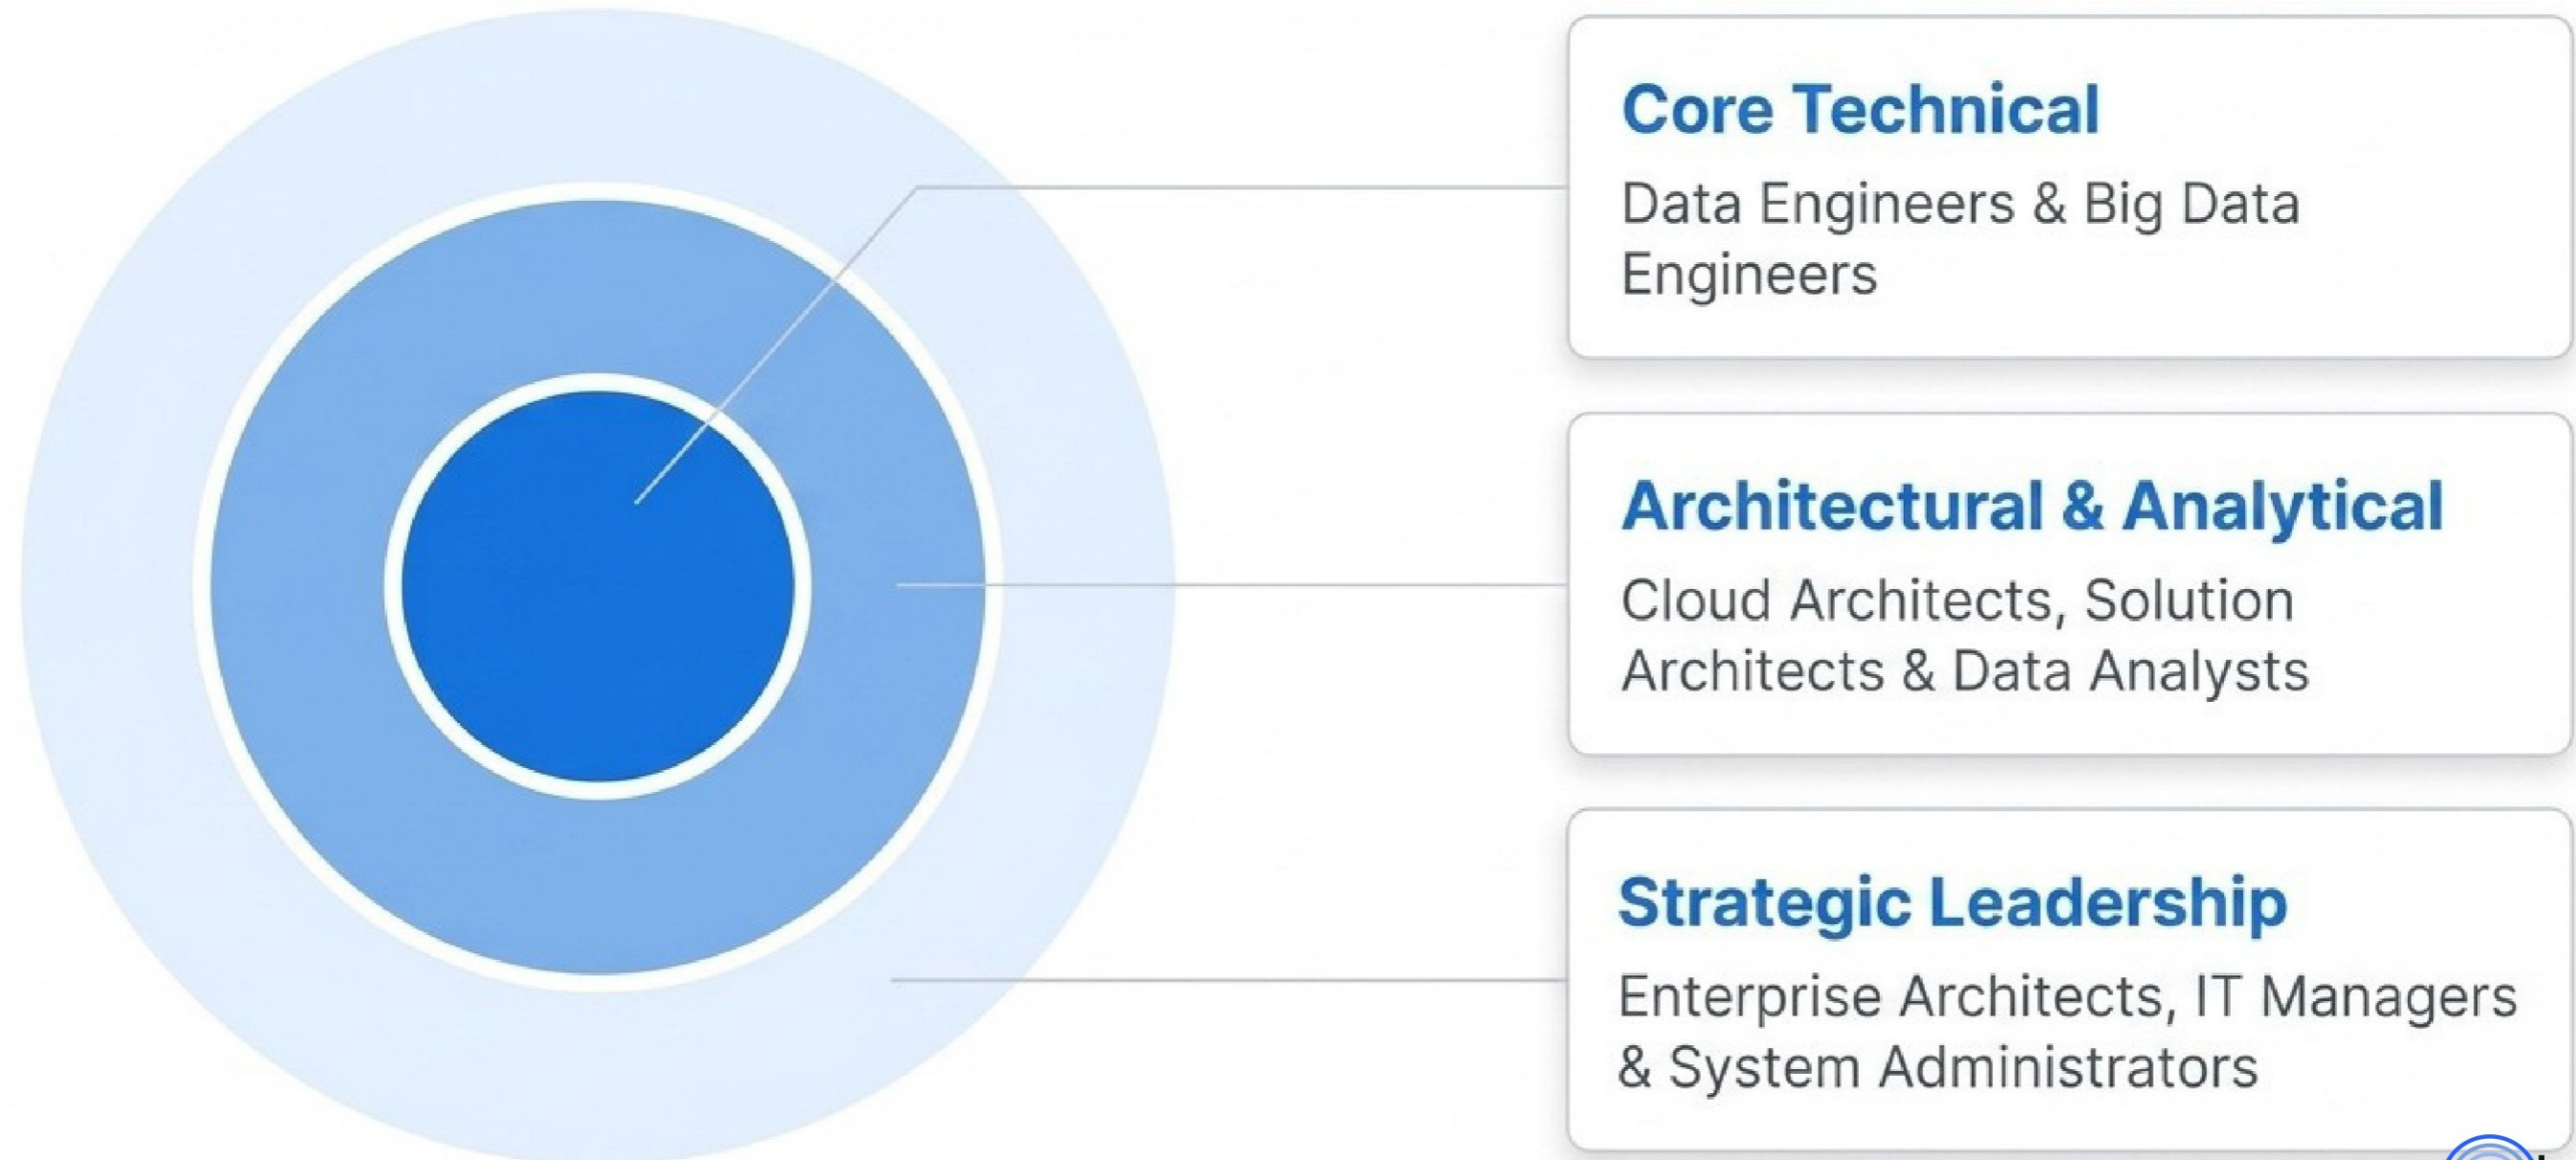 Core Technical
Data Engineers & Big Data
Engineers
Architectural & Analytical
Cloud Architects, Solution
Architects & Data Analysts
Strategic Leadership
Enterprise Architects, IT Managers
& System Administrators